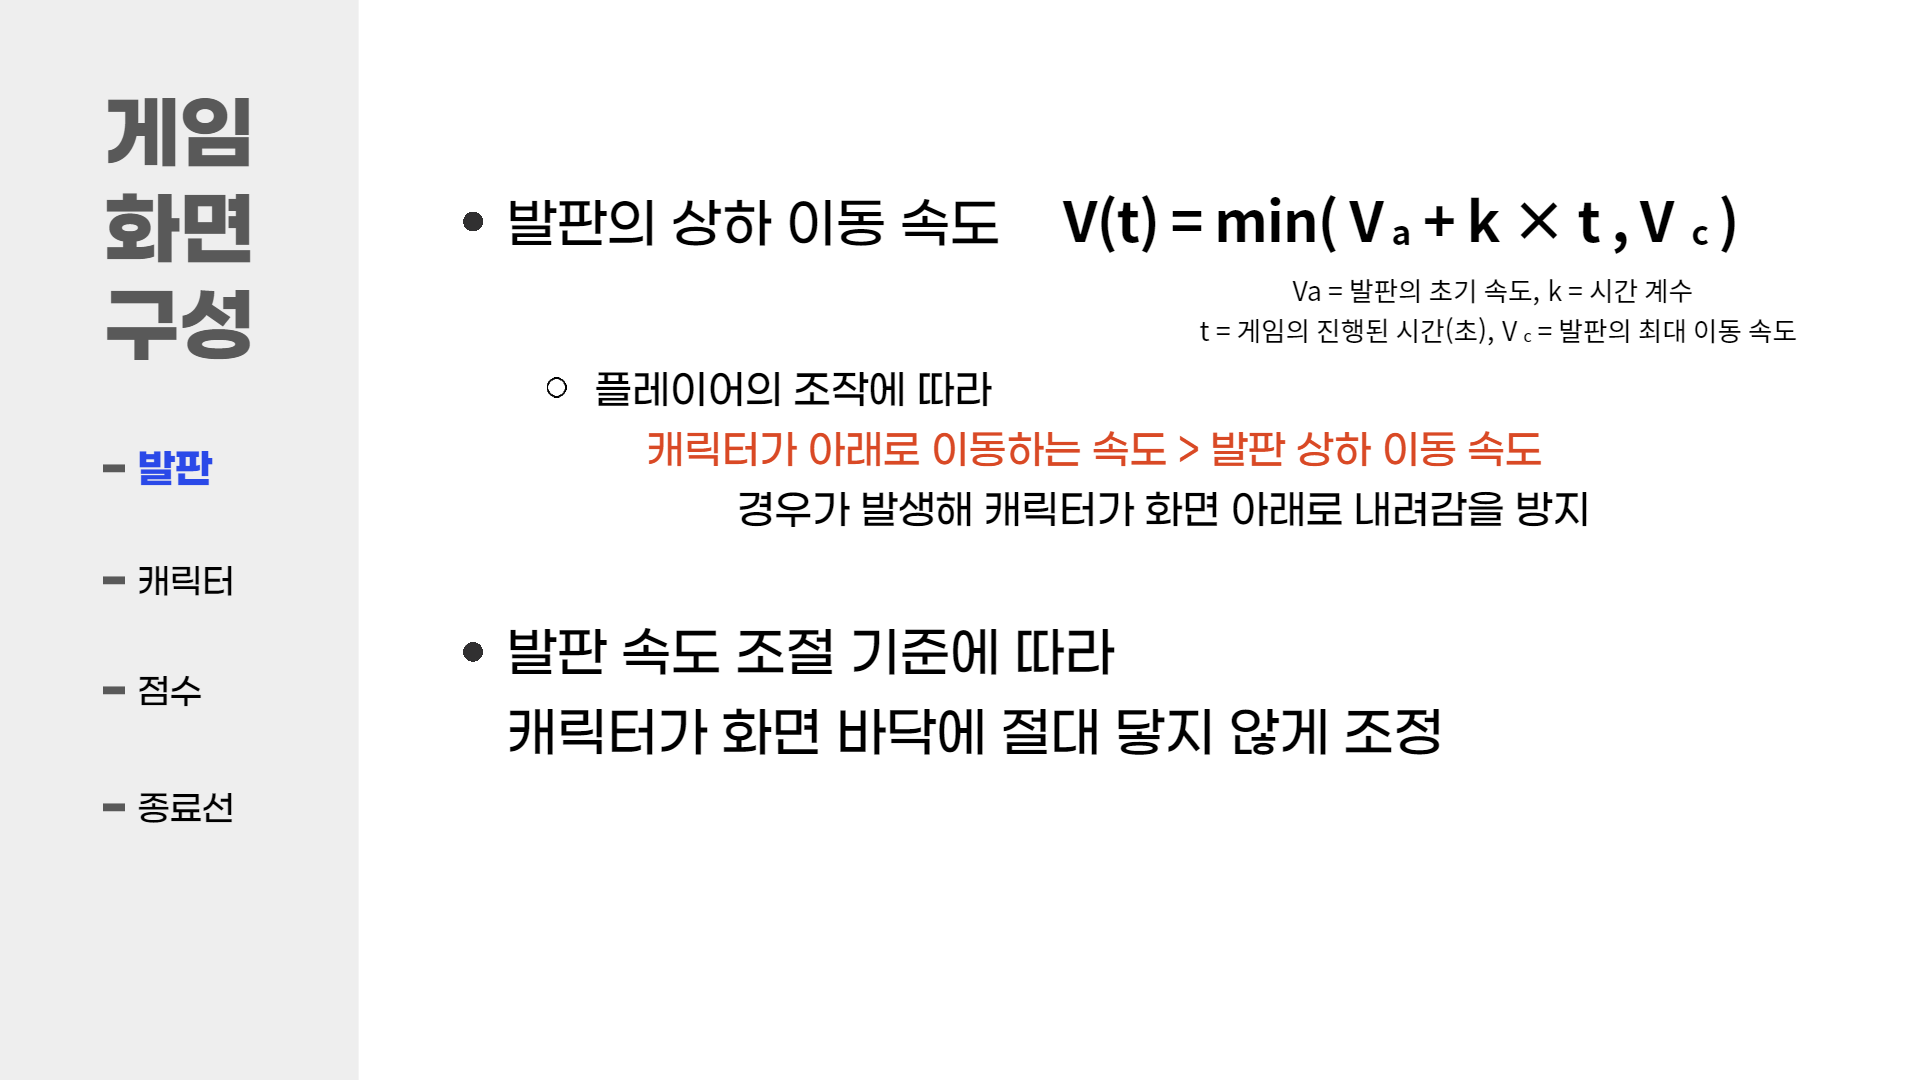 게임
화면
구성
- 발판
- 캐릭터
- 점수
- 종료선
● 발판의 상하 이동 속도 V(t) = min( V a + k × t , V c )
Va = 발판의 초기 속도, k = 시간 계수
t = 게임의 진행된 시간(초), V c = 발판의 최대 이동 속도
○ 플레이어의 조작에 따라
캐릭터가 아래로 이동하는 속도 > 발판 상하 이동 속도
경우가 발생해 캐릭터가 화면 아래로 내려감을 방지
● 발판 속도 조절 기준에 따라
캐릭터가 화면 바닥에 절대 닿지 않게 조정